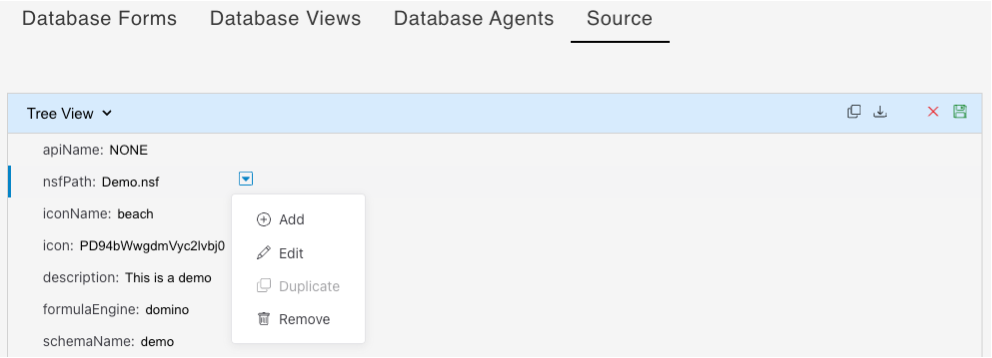 Database Forms Database Views Database Agents Source
Tree View
apiName: NONE
nsfPath: Demo.nsf
iconName: beach
Add
icon: PD94bWwgdmVyc2lvbj0
Edit
description: This is a demo
Duplicate
formulaEngine: domino
Remove
schemaName: demo